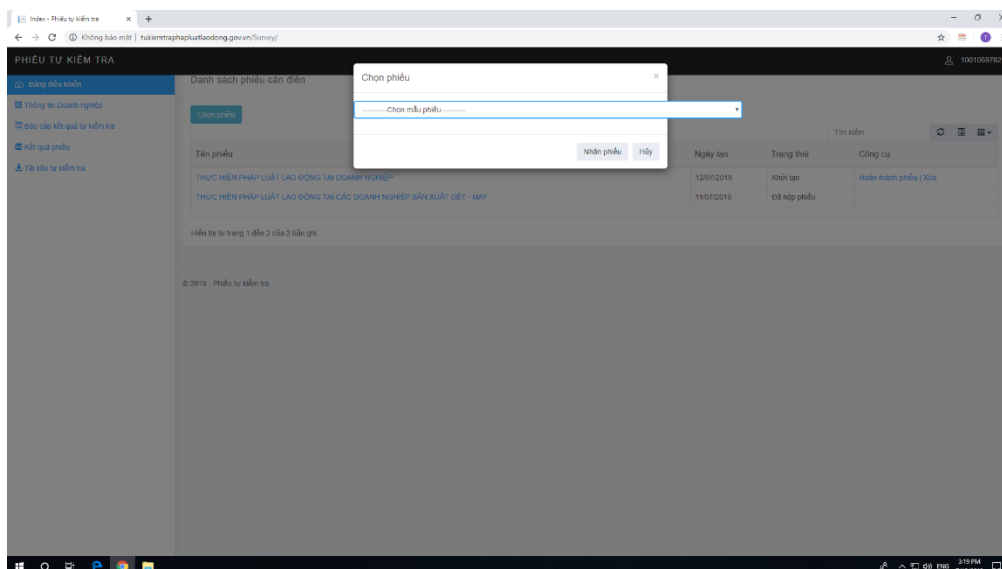 Index - Phiếu tự kiểm tra
Không bảo mật | tukiemtraphapluatlaodong.gov.vn/Survey/
PHIẾU TỰ KIỂM TRA
1001069782
Bảng điều khiển
Thông tin Doanh nghiệp
Báo cáo kết quả tự kiểm tra
Kết quả phiếu
Tài liệu tự kiểm tra
Danh sách phiếu cần điền
Chọn phiếu
Chọn phiếu
×
----------Chọn mẫu phiếu----------
Nhận phiếu Hủy
Tìm kiếm
Tên phiếu Ngày tạo Trạng thái Công cụ
THỰC HIỆN PHÁP LUẬT LAO ĐỘNG TẠI DOANH NGHIỆP 12/07/2019 Khởi tạo Hoàn thành phiếu | Xóa
THỰC HIỆN PHÁP LUẬT LAO ĐỘNG TẠI CÁC DOANH NGHIỆP SẢN XUẤT DỆT - MAY 11/07/2019 Đã nộp phiếu
Hiển thị từ trang 1 đến 2 của 2 bản ghi
© 2019 - Phiếu tự kiểm tra
ENG 3:19 PM